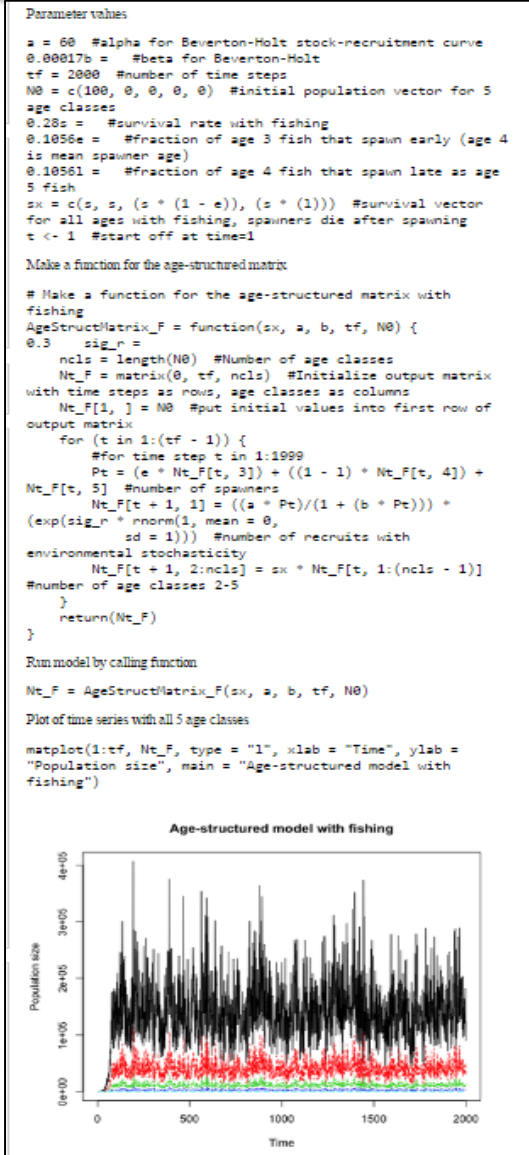 Parameter values
a = 60  #alpha for Beverton-Holt stock-recruitment curve
0.00017b =   #beta for Beverton-Holt
tf = 2000  #number of time steps
N0 = c(100, 0, 0, 0, 0)  #initial population vector for 5
age classes
0.28s =   #survival rate with fishing
0.1056e =   #fraction of age 3 fish that spawn early (age 4
is mean spawner age)
0.1056l =   #fraction of age 4 fish that spawn late as age
5 fish
sx = c(s, s, (s * (1 - e)), (s * (l)))  #survival vector
for all ages with fishing, spawners die after spawning
t <- 1  #start off at time=1
Make a function for the age-structured matrix
# Make a function for the age-structured matrix with
fishing
AgeStructMatrix_F = function(sx, a, b, tf, N0) {
0.3    sig_r =
    ncls = length(N0)  #Number of age classes
    Nt_F = matrix(0, tf, ncls)  #Initialize output matrix
with time steps as rows, age classes as columns
    Nt_F[1, ] = N0  #put initial values into first row of
output matrix
    for (t in 1:(tf - 1)) {
        #for time step t in 1:1999
        Pt = (e * Nt_F[t, 3]) + ((1 - l) * Nt_F[t, 4]) +
Nt_F[t, 5]  #number of spawners
        Nt_F[t + 1, 1] = ((a * Pt)/(1 + (b * Pt))) *
(exp(sig_r * rnorm(1, mean = 0,
            sd = 1)))  #number of recruits with
environmental stochasticity
        Nt_F[t + 1, 2:ncls] = sx * Nt_F[t, 1:(ncls - 1)]
#number of age classes 2-5
    }
    return(Nt_F)
}
Run model by calling function
Nt_F = AgeStructMatrix_F(sx, a, b, tf, N0)
Plot of time series with all 5 age classes
matplot(1:tf, Nt_F, type = "l", xlab = "Time", ylab =
"Population size", main = "Age-structured model with
fishing")
Age-structured model with fishing
Population size
4e+05
3e+05
2e+05
1e+05
0e+00
0 500 1000 1500 2000
Time